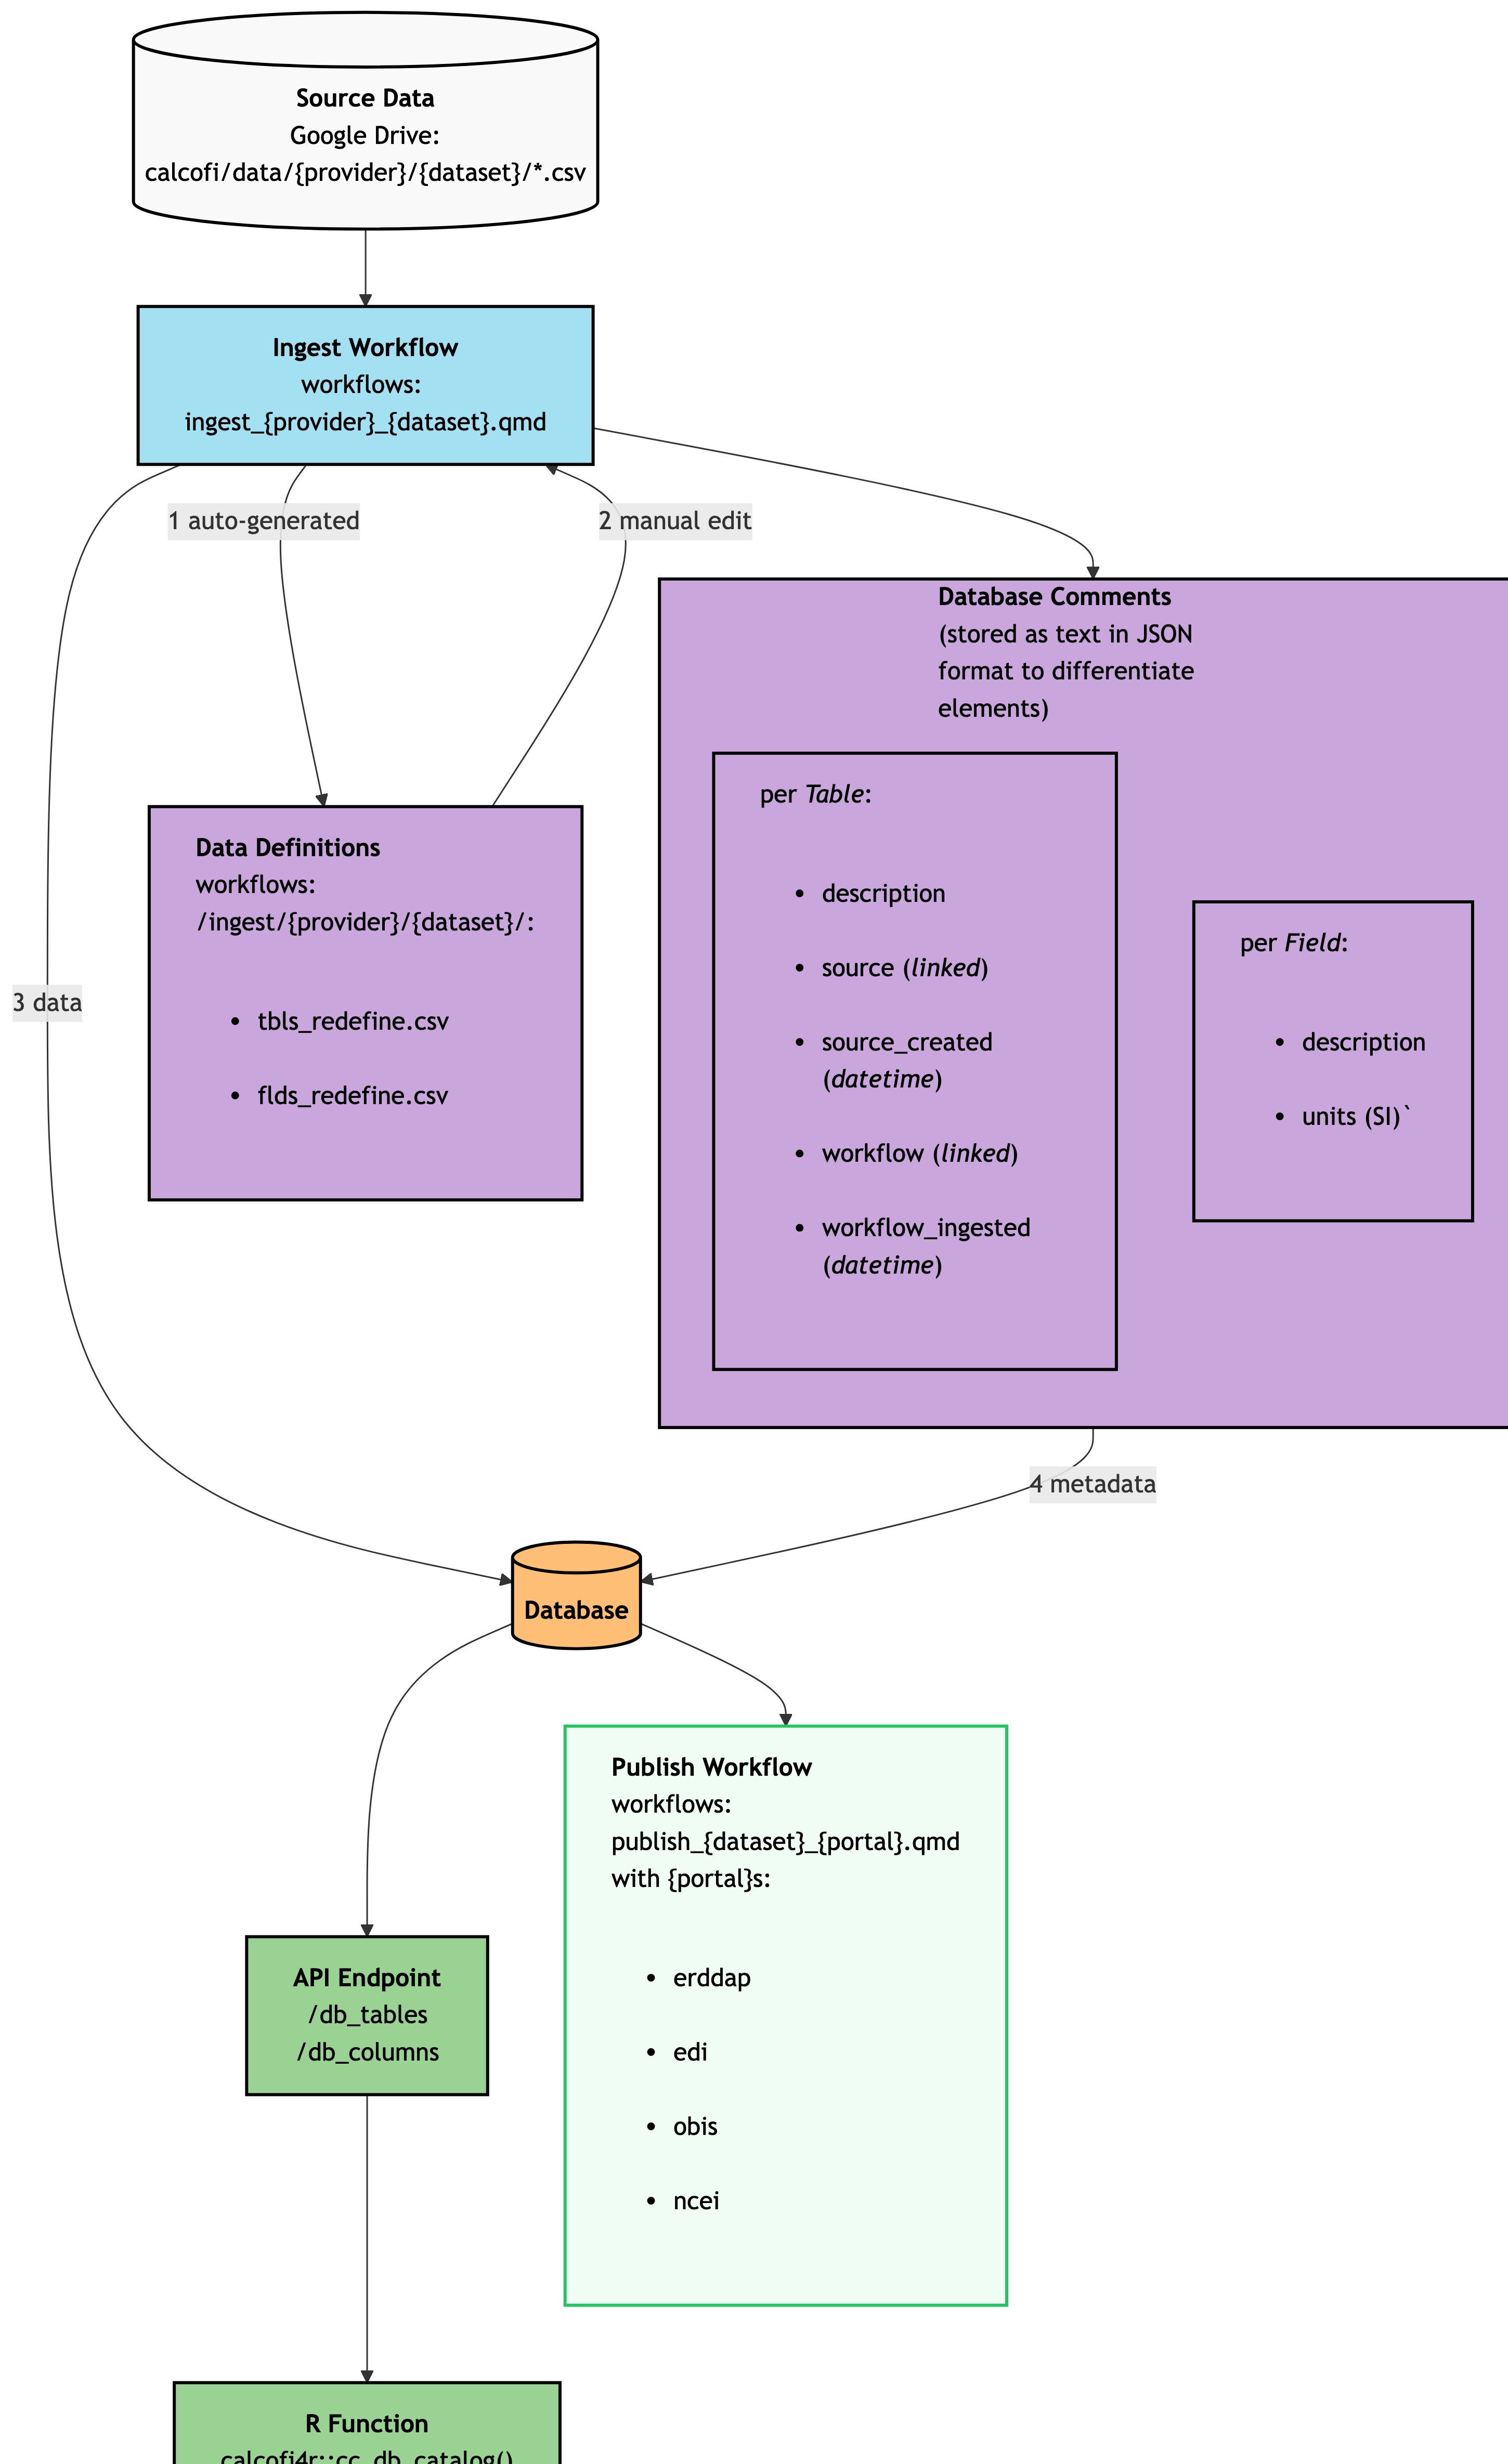 Source Data
Google Drive:
calcofi/data/{provider}/{dataset}/*.csv
Ingest Workflow
workflows:
ingest_{provider}_{dataset}.qmd
1 auto-generated
2 manual edit
Database Comments
(stored as text in JSON
format to differentiate
elements)
per Table:
• description
• source (linked)
• source_created
(datetime)
• workflow (linked)
• workflow_ingested
(datetime)
per Field:
• description
• units (SI)`
Data Definitions
workflows:
/ingest/{provider}/{dataset}/:
• tbls_redefine.csv
• flds_redefine.csv
3 data
4 metadata
Database
Publish Workflow
workflows:
publish_{dataset}_{portal}.qmd
with {portal}s:
• erddap
• edi
• obis
• ncei
API Endpoint
/db_tables
/db_columns
R Function
calcofi4r::cc_db_catalog()